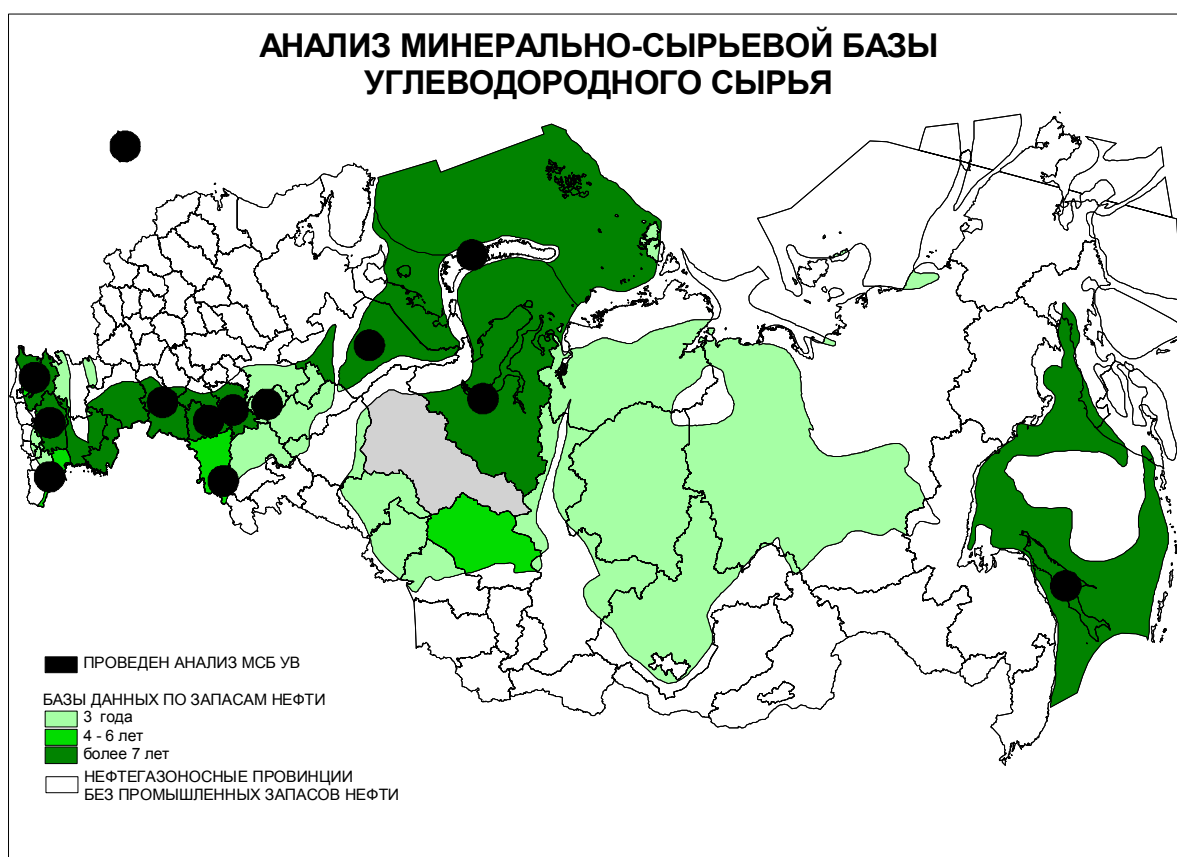 АНАЛИЗ МИНЕРАЛЬНО-СЫРЬЕВОЙ БАЗЫ
УГЛЕВОДОРОДНОГО СЫРЬЯ
ПРОВЕДЕН АНАЛИЗ МСБ УВ
БАЗЫ ДАННЫХ ПО ЗАПАСАМ НЕФТИ
3 года
4 - 6 лет
более 7 лет
НЕФТЕГАЗОНОСНЫЕ ПРОВИНЦИИ
БЕЗ ПРОМЫШЛЕННЫХ ЗАПАСОВ НЕФТИ